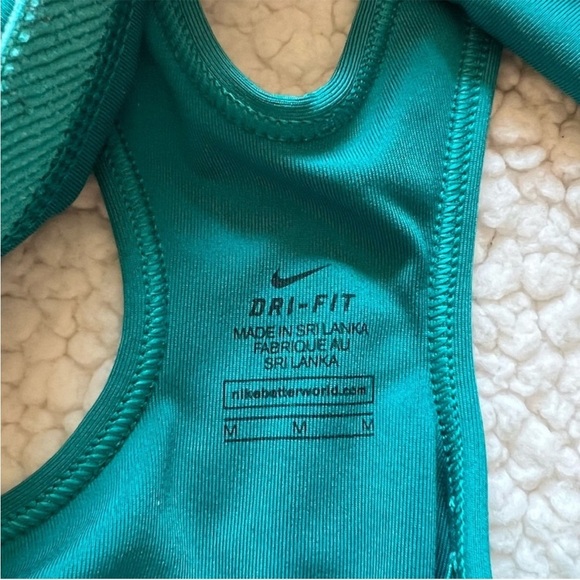 DRI-FIT
MADE IN SRI LANKA
FABRIQUE AU
SRI LANKA
nikebetterworld.com
M M M